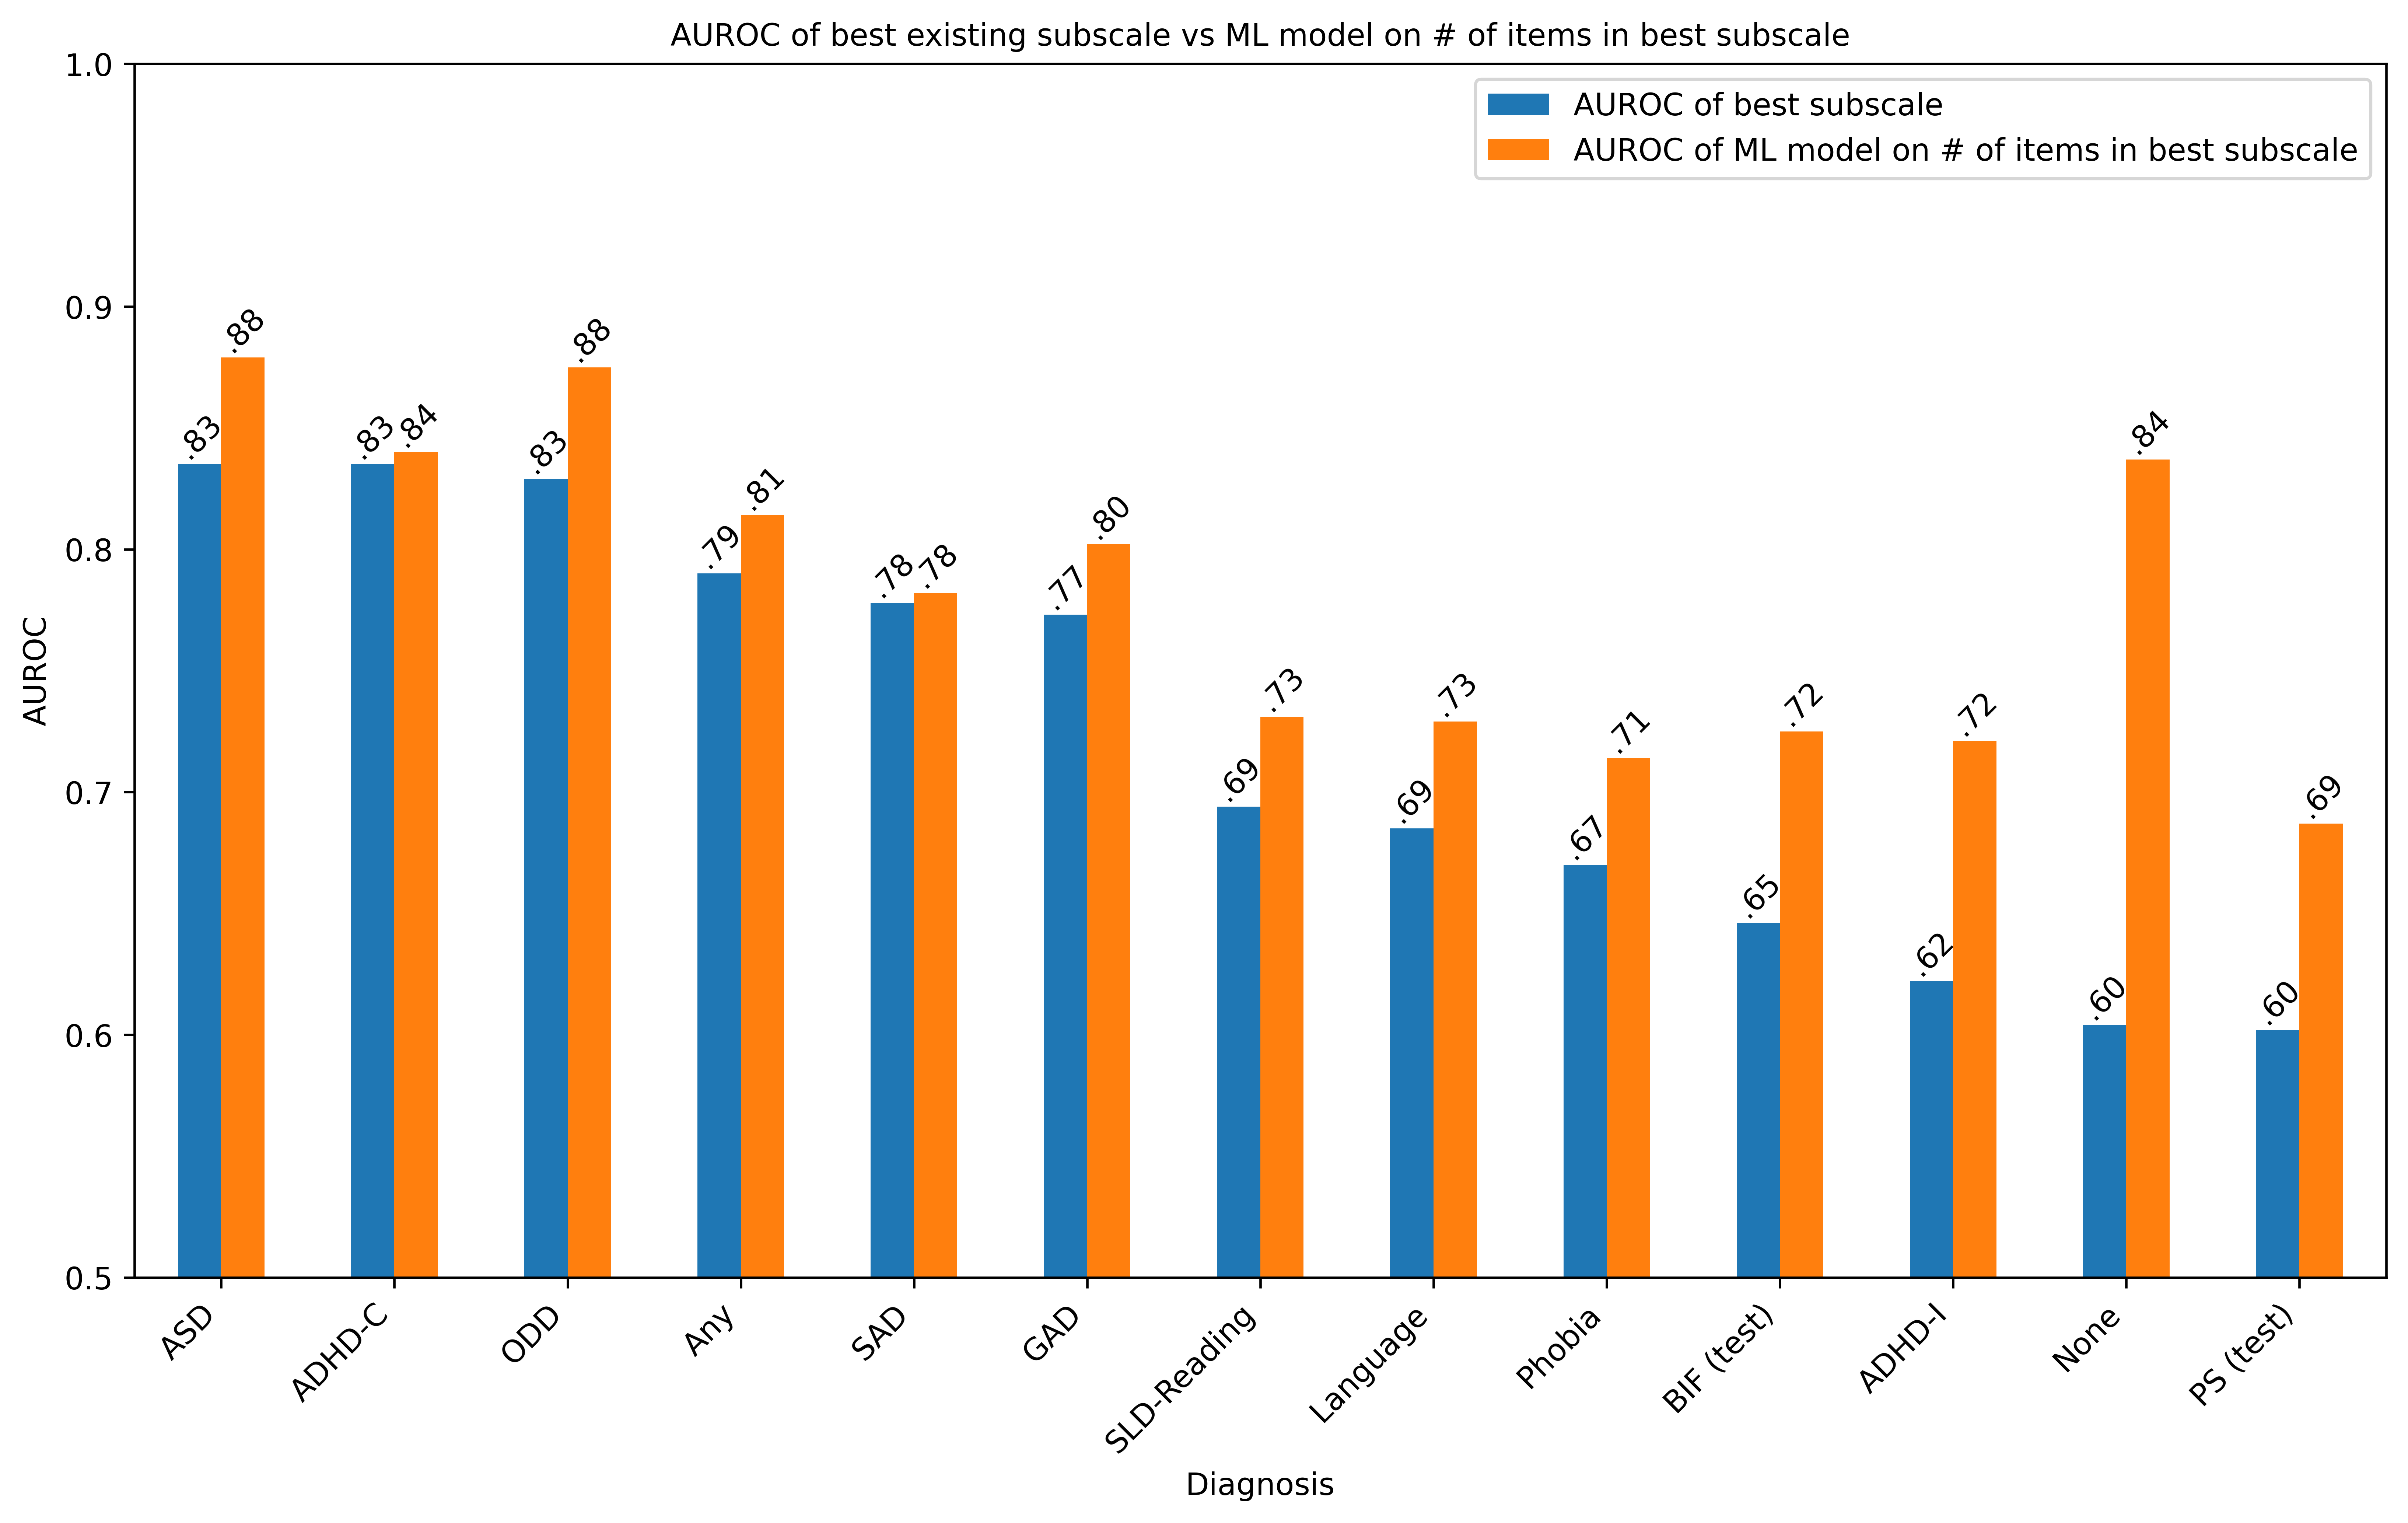 AUROC of best existing subscale vs ML model on # of items in best subscale
AUROC of best subscale
AUROC of ML model on # of items in best subscale
AUROC
1.0
0.9
0.8
0.7
0.6
0.5
.83
.88
.83
.84
.83
.88
.79
.81
.78
.78
.77
.80
.69
.73
.69
.73
.67
.71
.65
.72
.62
.72
.60
.84
.60
.69
ASD
ADHD-C
ODD
Any
SAD
GAD
SLD-Reading
Language
Phobia
BIF (test)
ADHD-I
None
PS (test)
Diagnosis